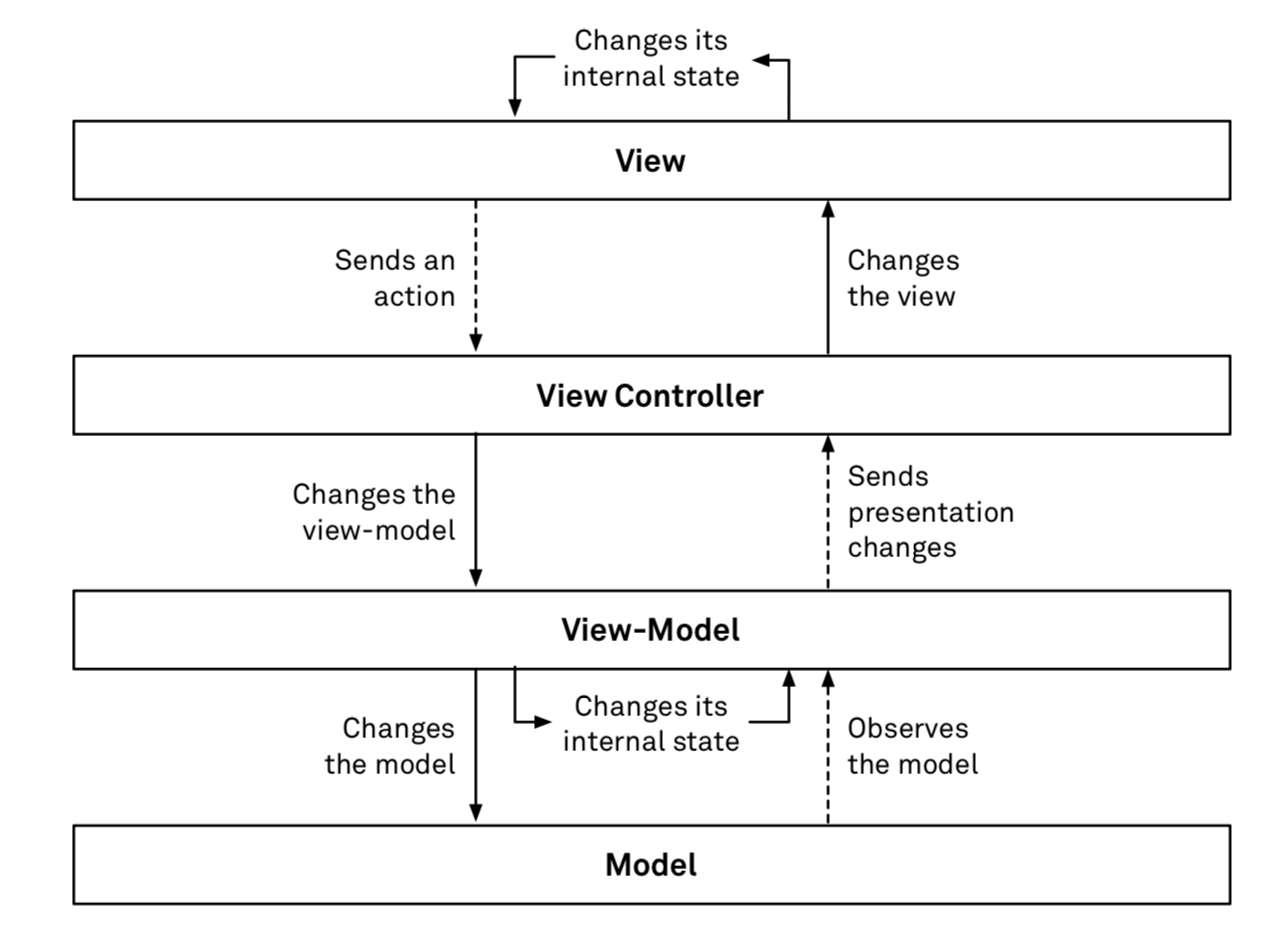 Changes its
internal state
View
Sends an
action
Changes
the view
View Controller
Changes the
view-model
Sends
presentation
changes
View-Model
Changes
the model
Changes its
internal state
Observes
the model
Model